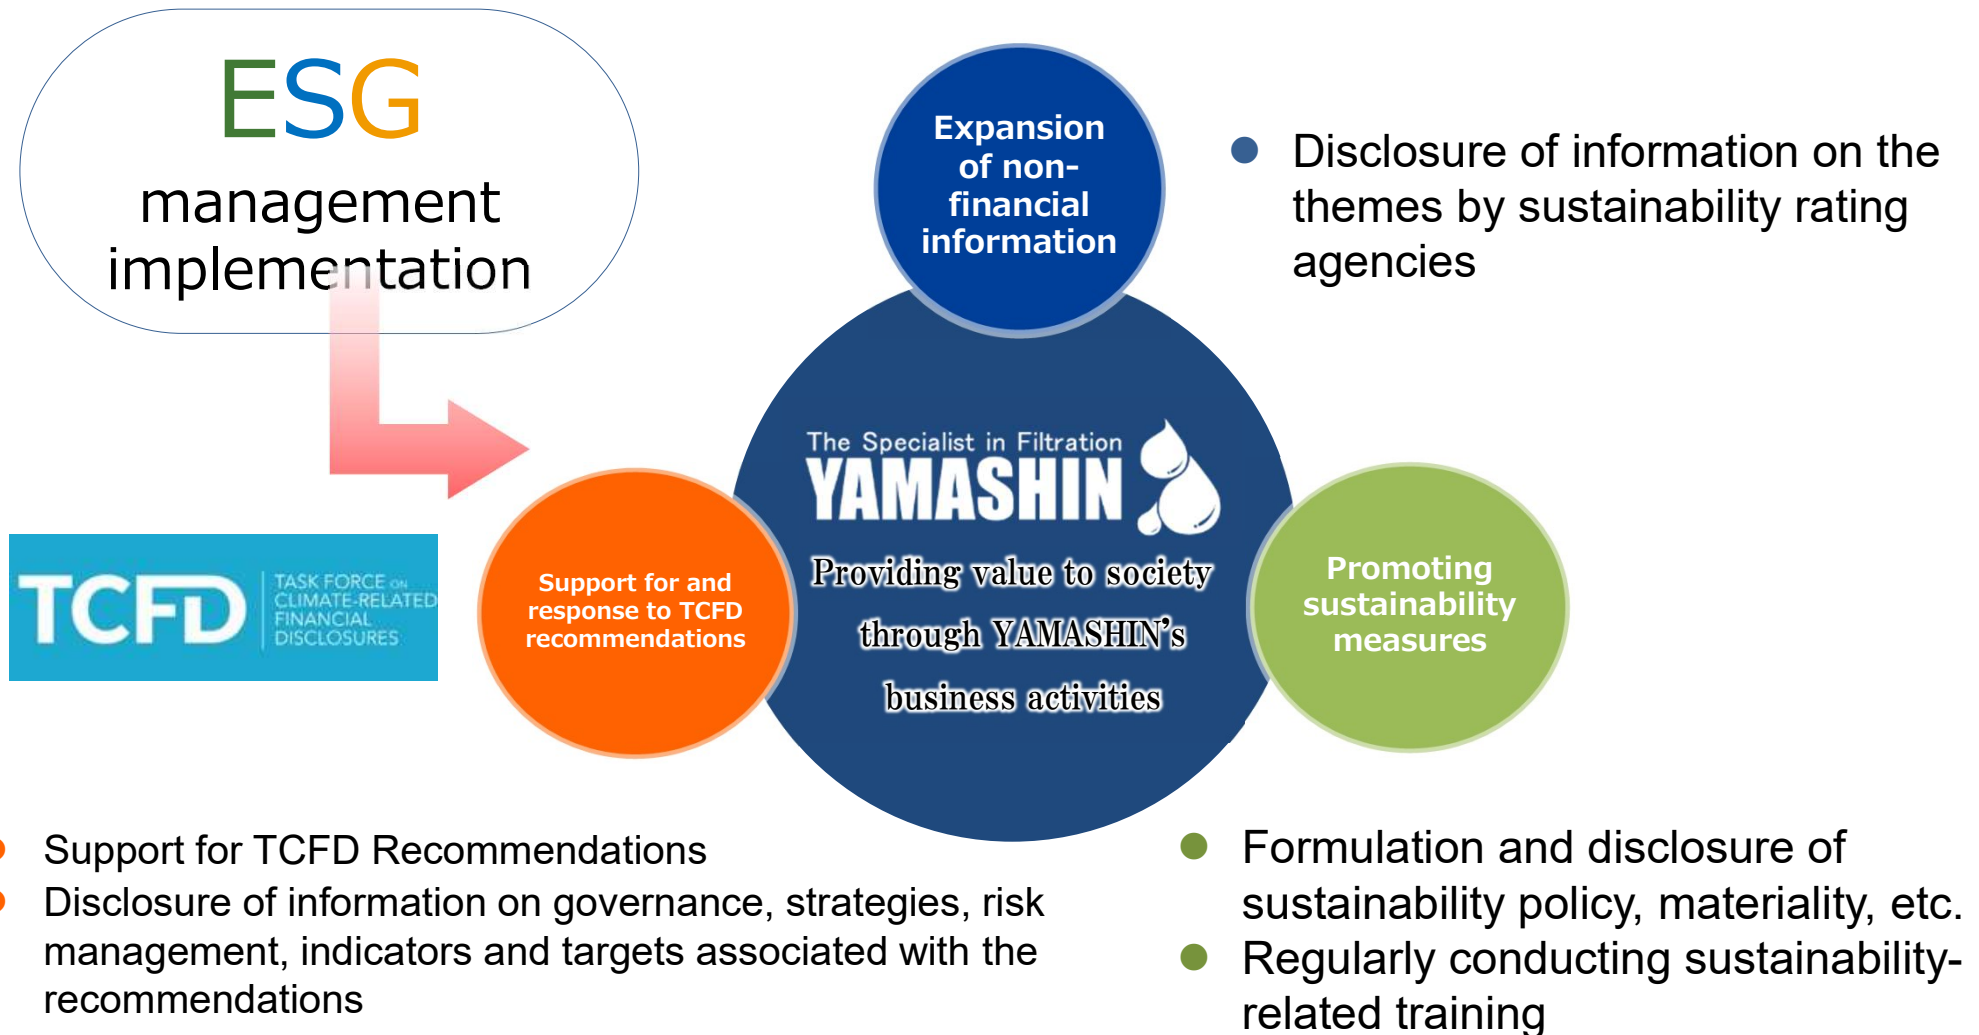 ESG
management
implementation
Expansion
of non-
financial
information
● Disclosure of information on the
themes by sustainability rating
agencies
The Specialist in Filtration
YAMASHIN
Providing value to society
through YAMASHIN's
business activities
TCFD
TASK FORCE ON
CLIMATE-RELATED
FINANCIAL
DISCLOSURES
Support for and
response to TCFD
recommendations
Promoting
sustainability
measures
● Support for TCFD Recommendations
● Disclosure of information on governance, strategies, risk
management, indicators and targets associated with the
recommendations
● Formulation and disclosure of
sustainability policy, materiality, etc.
● Regularly conducting sustainability-
related training